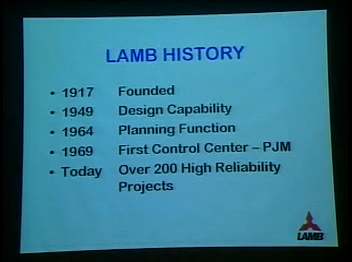 LAMB HISTORY
• 1917 Founded
• 1949 Design Capability
• 1964 Planning Function
• 1969 First Control Center – PJM
• Today Over 200 High Reliability
Projects
LAMB